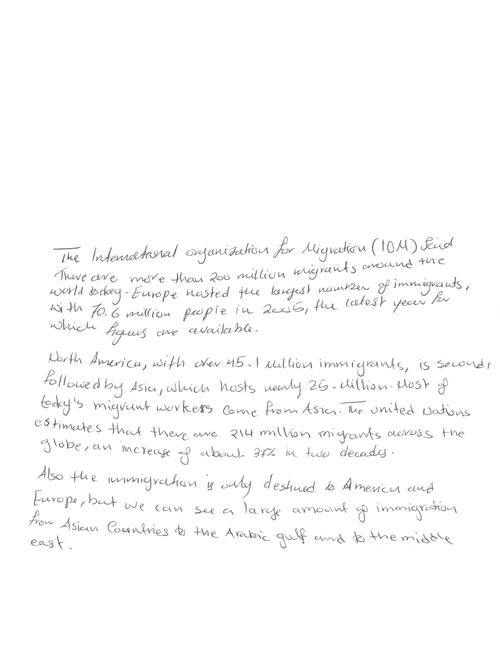 The International organization for Migration (IOM) Said
There are more than 200 million migrants around the
world today. Europe hosted the largest number of immigrants,
with 70.6 million people in 2005, the latest year for
which figures are available.
North America, with over 45.1 Million immigrants, is second,
followed by Asia, which hosts nearly 25. Million. Most of
today's migrant workers come from Asia. The united Nations
estimates that there are 214 million migrants across the
globe, an increase of about 37% in two decades.
Also the immigration is only destined to America and
Europe, but we can see a large amount of immigration
from Asian Countries to the Arabic gulf and to the middle
east.